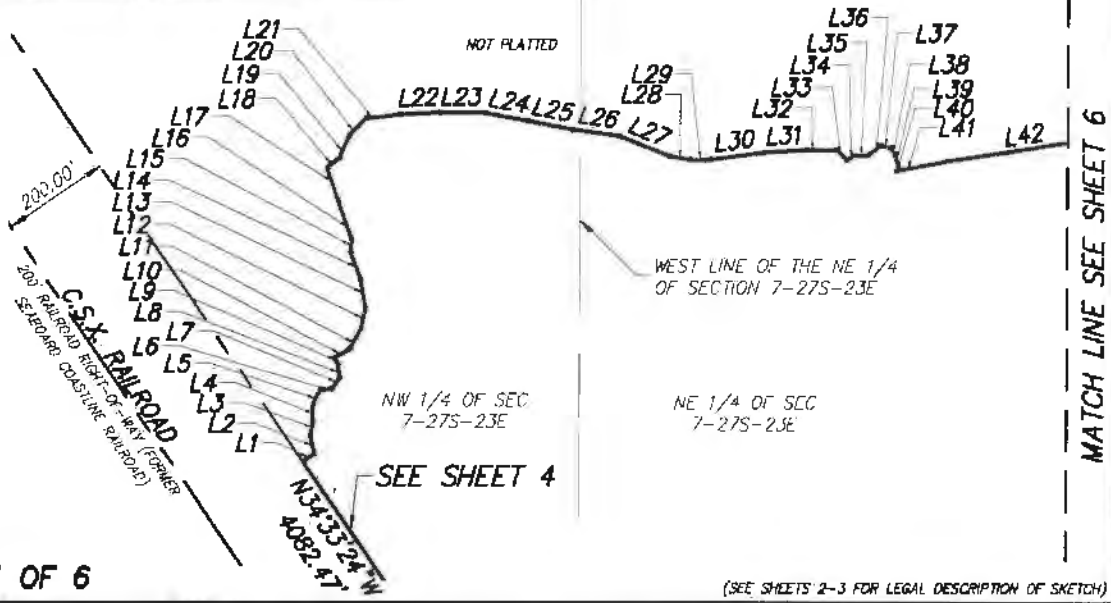 L21
L20
L19
L18
L17
L16
L15
L14
L13
L12
L11
L10
L9
L8
L7
L6
L5
L4
L3
L2
L1
NOT PLATTED
L22
L23
L24
L25
L26
L27
L28
L29
L30
L31
L32
L33
L34
L35
L36
L37
L38
L39
L40
L41
L42
200.00'
C.S.X. RAILROAD
200' RAILROAD RIGHT-OF-WAY (FORMER
SEABOARD COASTLINE RAILROAD)
WEST LINE OF THE NE 1/4
OF SECTION 7-27S-23E
NW 1/4 OF SEC
7-27S-23E
NE 1/4 OF SEC
7-27S-23E
SEE SHEET 4
N34°33'24"W
4082.47'
MATCH LINE SEE SHEET 6
OF 6
(SEE SHEETS 2-3 FOR LEGAL DESCRIPTION OF SKETCH)